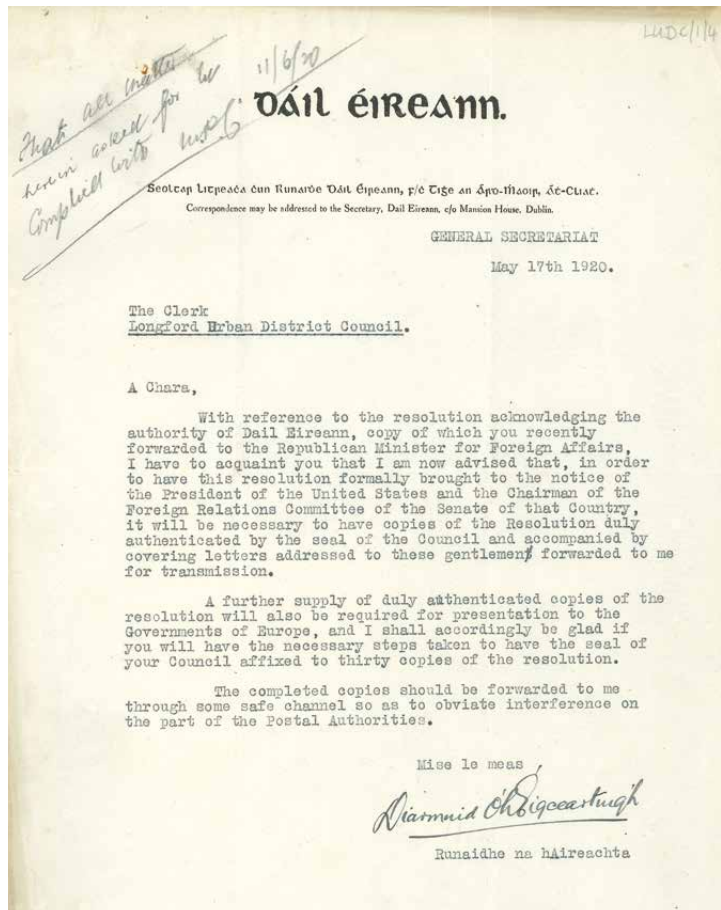 LUDC/1/4
11/6/20
That all matters
herein asked for be
complied with
Dáil Éireann.
Seoltar Litreaċa ċun Runaiḋe Dáil Éireann, f/ċ Tiġe an Árd-Ṁaoir, Áṫ-Cliaṫ.
Correspondence may be addressed to the Secretary, Dail Eireann, c/o Mansion House, Dublin.
GENERAL SECRETARIAT
May 17th 1920.
The Clerk
Longford Urban District Council.
A Chara,
With reference to the resolution acknowledging the
authority of Dail Eireann, copy of which you recently
forwarded to the Republican Minister for Foreign Affairs,
I have to acquaint you that I am now advised that, in order
to have this resolution formally brought to the notice of
the President of the United States and the Chairman of the
Foreign Relations Committee of the Senate of that Country,
it will be necessary to have copies of the Resolution duly
authenticated by the seal of the Council and accompanied by
covering letters addressed to these gentlemen forwarded to me
for transmission.
A further supply of duly authenticated copies of the
resolution will also be required for presentation to the
Governments of Europe, and I shall accordingly be glad if
you will have the necessary steps taken to have the seal of
your Council affixed to thirty copies of the resolution.
The completed copies should be forwarded to me
through some safe channel so as to obviate interference on
the part of the Postal Authorities.
Mise le meas,
Diarmuid ÓhÉigceartuigh
Runaidhe na hAireachta